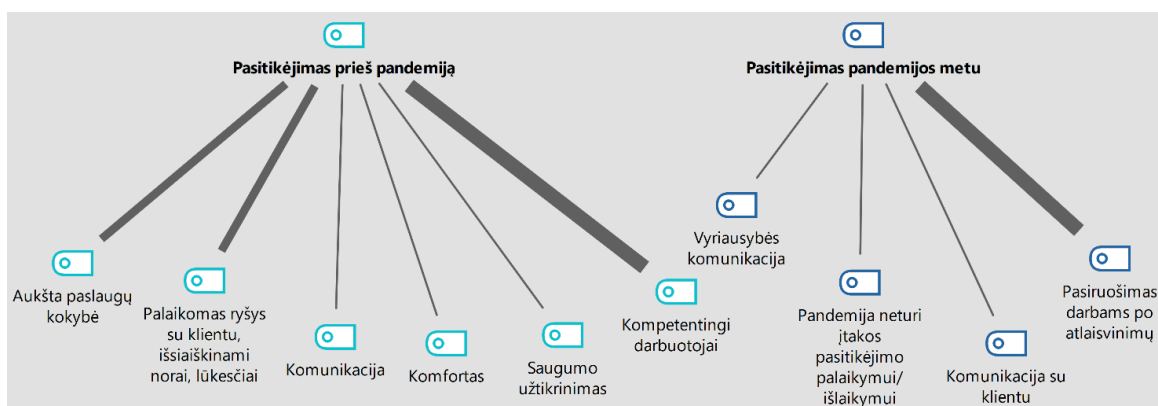 Pasitikėjimas prieš pandemiją
Pasitikėjimas pandemijos metu
Aukšta paslaugų
kokybė
Palaikomas ryšys
su klientu,
išsiaiškinami
norai, lūkesčiai
Komunikacija
Komfortas
Saugumo
užtikrinimas
Kompetentingi
darbuotojai
Vyriausybės
komunikacija
Pandemija neturi
įtakos
pasitikėjimo
palaikymui/
išlaikymui
Komunikacija su
klientu
Pasiruošimas
darbams po
atlaisvinimų